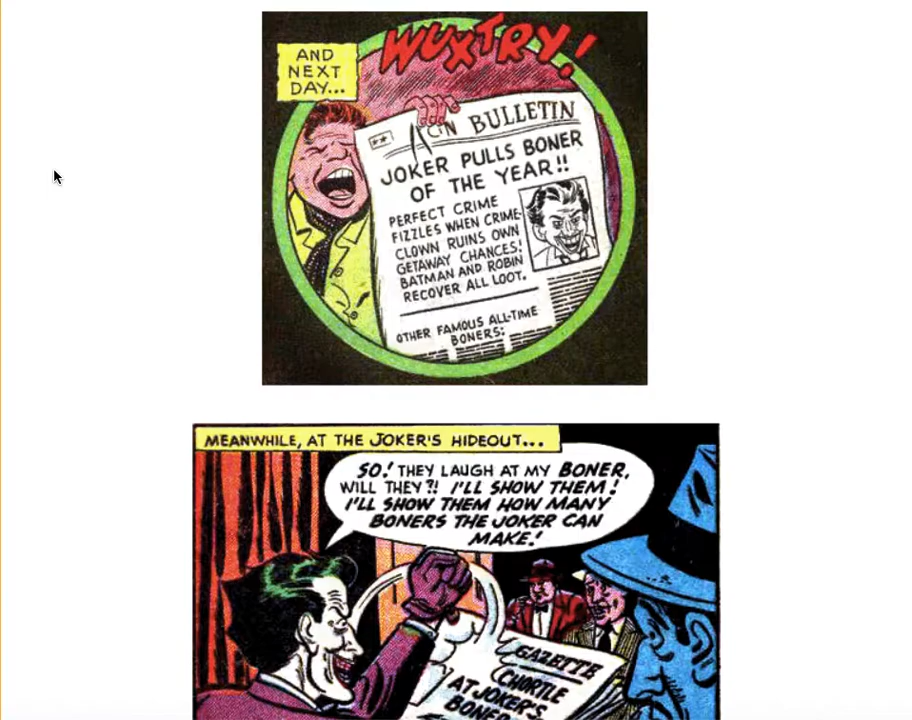 AND
NEXT
DAY...
WUXTRY!
BULLETIN
JOKER PULLS BONER
OF THE YEAR!!
PERFECT CRIME
FIZZLES WHEN CRIME-
CLOWN RUINS OWN
GETAWAY CHANCES!
BATMAN AND ROBIN
RECOVER ALL LOOT.
OTHER FAMOUS ALL-TIME
BONERS:
MEANWHILE, AT THE JOKER'S HIDEOUT...
SO! THEY LAUGH AT MY BONER,
WILL THEY?! I'LL SHOW THEM!
I'LL SHOW THEM HOW MANY
BONERS THE JOKER CAN
MAKE!
GAZETTE
CHORTLE
AT JOKER'S
BONER